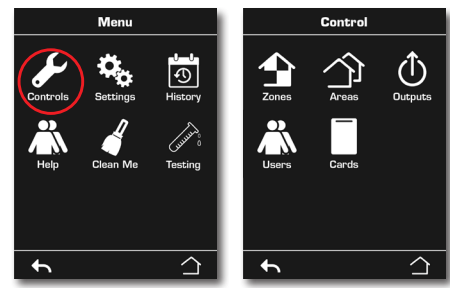 Menu
Controls Settings History
Help Clean Me Testing
Control
Zones Areas Outputs
Users Cards